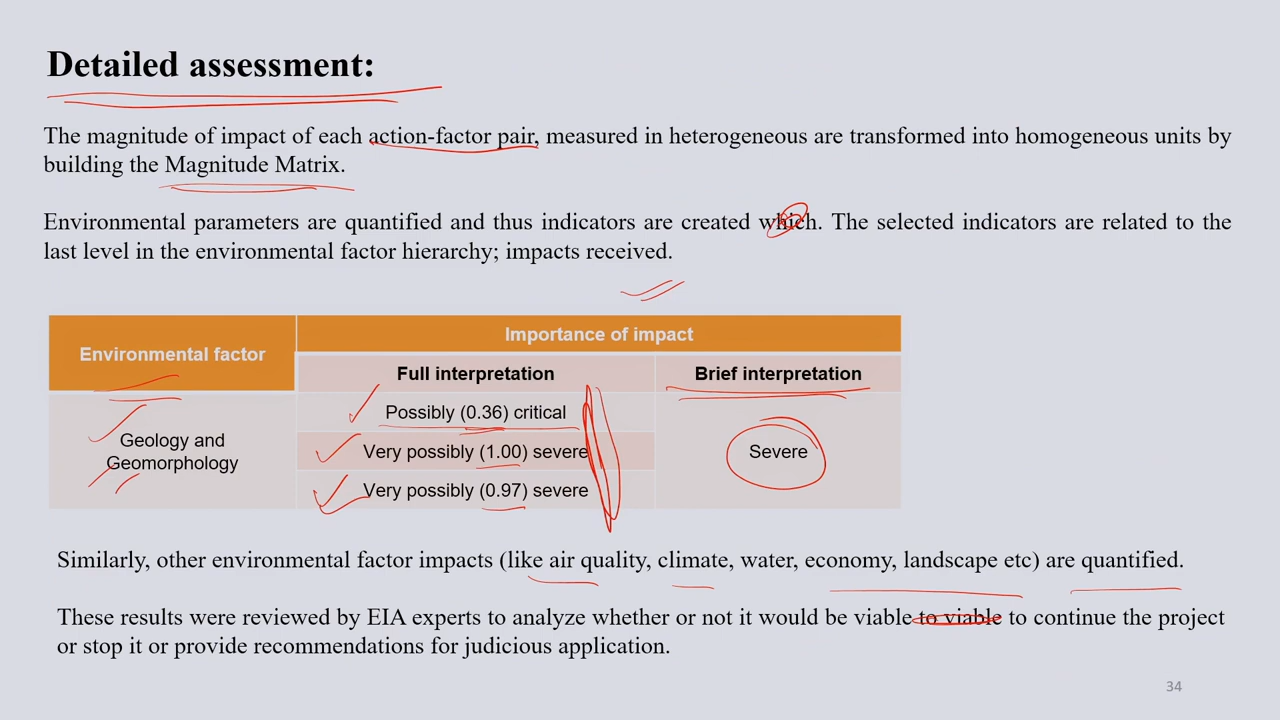 Detailed assessment:
The magnitude of impact of each action-factor pair, measured in heterogeneous are transformed into homogeneous units by
building the Magnitude Matrix.
Environmental parameters are quantified and thus indicators are created which. The selected indicators are related to the
last level in the environmental factor hierarchy; impacts received.
Environmental factor
Importance of impact
Full interpretation
Brief interpretation
Geology and
Geomorphology
Possibly (0.36) critical
Very possibly (1.00) severe
Very possibly (0.97) severe
Severe
Similarly, other environmental factor impacts (like air quality, climate, water, economy, landscape etc) are quantified.
These results were reviewed by EIA experts to analyze whether or not it would be viable to viable to continue the project
or stop it or provide recommendations for judicious application.
34